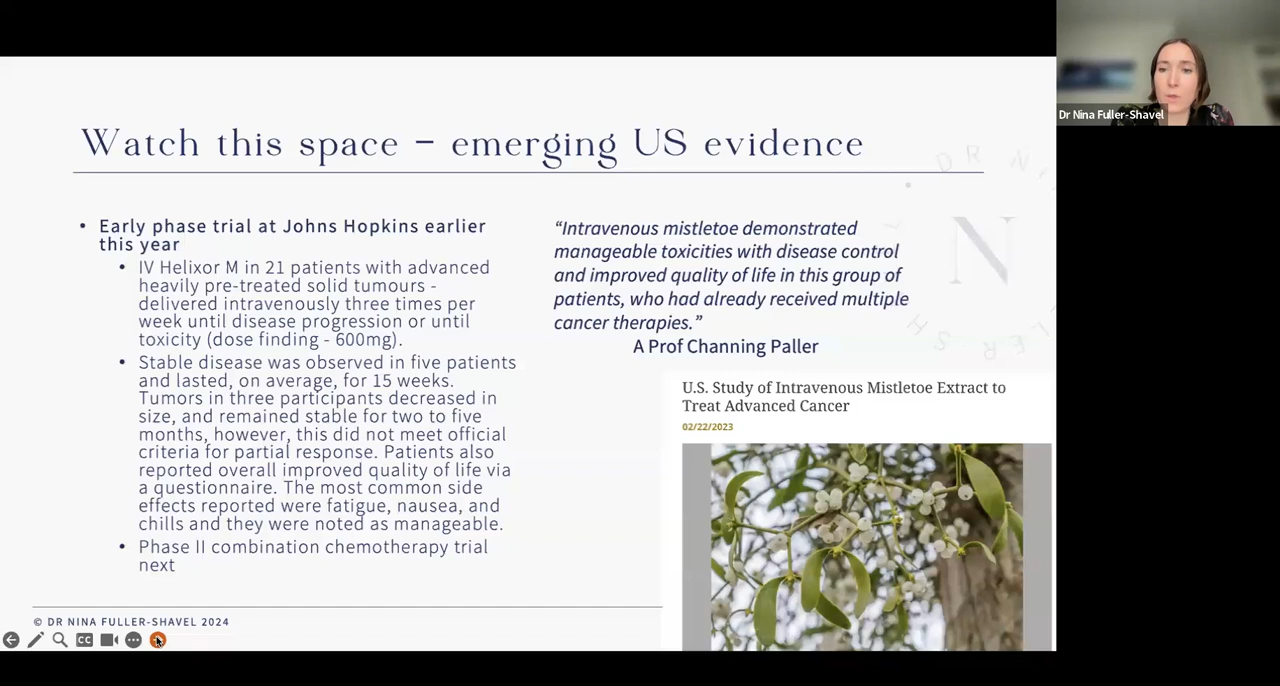 Watch this space – emerging US evidence
• Early phase trial at Johns Hopkins earlier
this year
• IV Helixor M in 21 patients with advanced
heavily pre-treated solid tumours -
delivered intravenously three times per
week until disease progression or until
toxicity (dose finding - 600mg).
• Stable disease was observed in five patients
and lasted, on average, for 15 weeks.
Tumors in three participants decreased in
size, and remained stable for two to five
months, however, this did not meet official
criteria for partial response. Patients also
reported overall improved quality of life via
a questionnaire. The most common side
effects reported were fatigue, nausea, and
chills and they were noted as manageable.
• Phase II combination chemotherapy trial
next
“Intravenous mistletoe demonstrated
manageable toxicities with disease control
and improved quality of life in this group of
patients, who had already received multiple
cancer therapies.”
A Prof Channing Paller
U.S. Study of Intravenous Mistletoe Extract to
Treat Advanced Cancer
02/22/2023
© DR NINA FULLER-SHAVEL 2024
CC
Dr Nina Fuller-Shavel
N